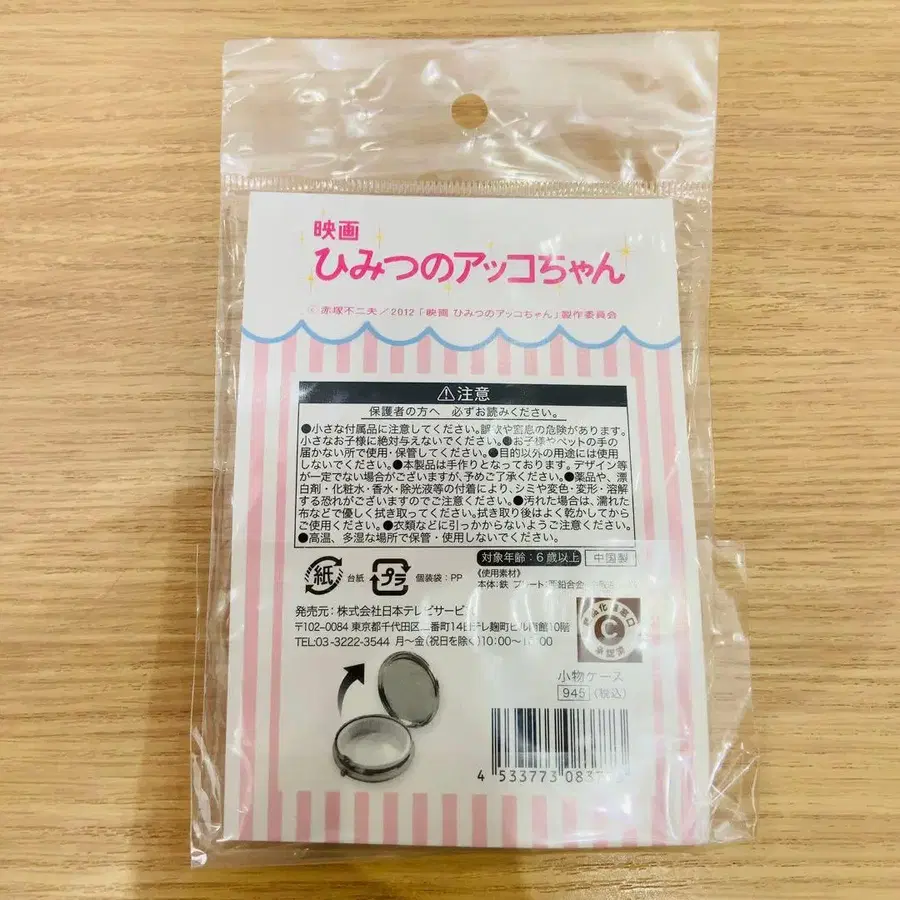 映画
ひみつのアッコちゃん
©赤塚不二夫／2012「映画 ひみつのアッコちゃん」製作委員会
⚠注意
保護者の方へ 必ずお読みください。
●小さな付属品に注意してください。誤飲や窒息の危険があります。
小さなお子様に絶対与えないでください。●お子様やペットの手の
届かない所で使用・保管してください。●目的以外の用途には使用
しないでください。●本製品は手作りとなっております。デザイン等
が一定でない場合がございますが、予めご了承ください。●薬品や、漂
白剤・化粧水・香水・除光液等の付着により、シミや変色・変形・溶解
する恐れがございますのでご注意ください。●汚れた場合は、濡れた
布などで優しく拭き取ってください。拭き取り後はよく乾かしてから
ご使用ください。●衣類などに引っかからないようご注意ください。
●高温、多湿な場所で保管・使用しないでください。
対象年齢：6歳以上 中国製
紙 台紙 プラ 個装袋：PP
《使用素材》
本体：鉄 プレート：亜鉛合金
発売元：株式会社日本テレビサービス
〒102-0084 東京都千代田区二番町14日テレ麹町ビル南館10階
TEL:03-3222-3544 月～金(祝日を除く)10:00～18:00
C
承認済
小物ケース
945 (税込)
4 533773 083